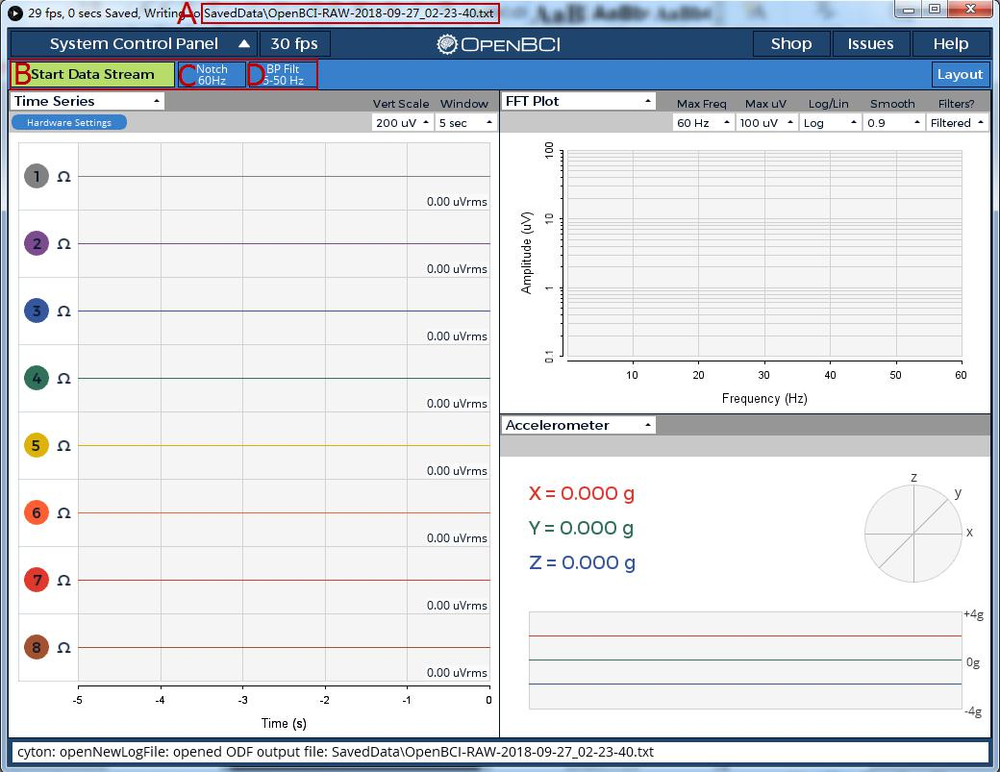 29 fps, 0 secs Saved, Writing to SavedData\OpenBCI-RAW-2018-09-27_02-23-40.txt
A
System Control Panel 30 fps OPENBCI Shop Issues Help
B Start Data Stream C Notch 60Hz D BP Filt 5-50 Hz Layout
Time Series
Vert Scale Window
Hardware Settings 200 uV 5 sec
1 Ω
0.00 uVrms
2 Ω
0.00 uVrms
3 Ω
0.00 uVrms
4 Ω
0.00 uVrms
5 Ω
0.00 uVrms
6 Ω
0.00 uVrms
7 Ω
0.00 uVrms
8 Ω
0.00 uVrms
-5 -4 -3 -2 -1 0
Time (s)
FFT Plot
Max Freq Max uV Log/Lin Smooth Filters?
60 Hz 100 uV Log 0.9 Filtered
Amplitude (uV)
100
10
1
0.1
10 20 30 40 50 60
Frequency (Hz)
Accelerometer
X = 0.000 g
Y = 0.000 g
Z = 0.000 g
z
y
x
+4g
0g
-4g
cyton: openNewLogFile: opened ODF output file: SavedData\OpenBCI-RAW-2018-09-27_02-23-40.txt